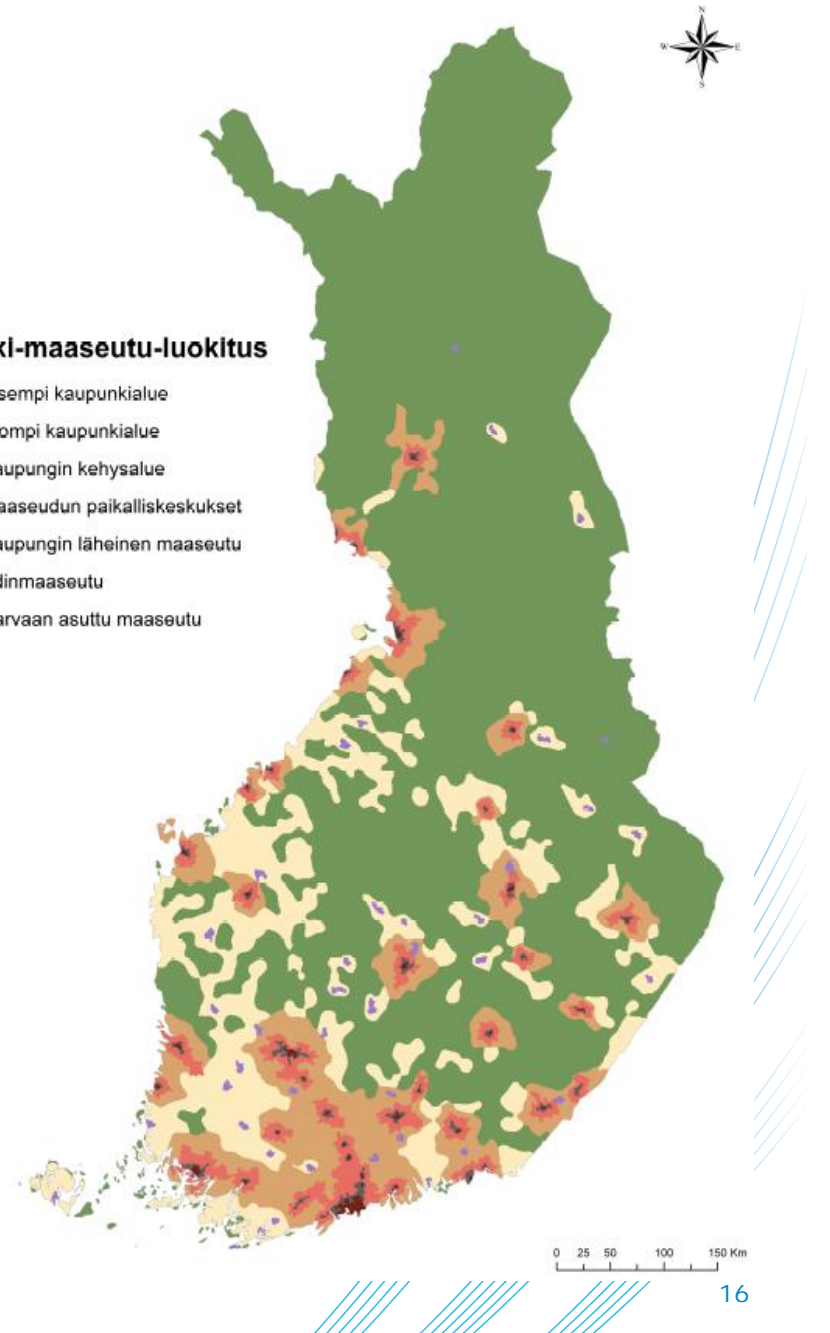 N
W E
S
ki-maaseutu-luokitus
sempi kaupunkialue
ompi kaupunkialue
aupungin kehysalue
aaseudun paikalliskeskukset
aupungin läheinen maaseutu
dinmaaseutu
arvaan asuttu maaseutu
0 25 50 100 150 Km
16